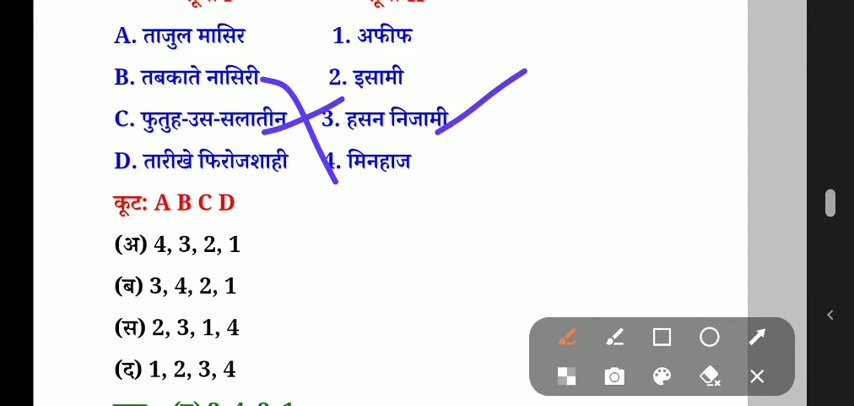 A. ताजुल मासिर 1. अफीफ
B. तबकाते नासिरी 2. इसामी
C. फुतुह-उस-सलातीन 3. हसन निजामी
D. तारीखे फिरोजशाही 4. मिनहाज
कूट: A B C D
(अ) 4, 3, 2, 1
(ब) 3, 4, 2, 1
(स) 2, 3, 1, 4
(द) 1, 2, 3, 4